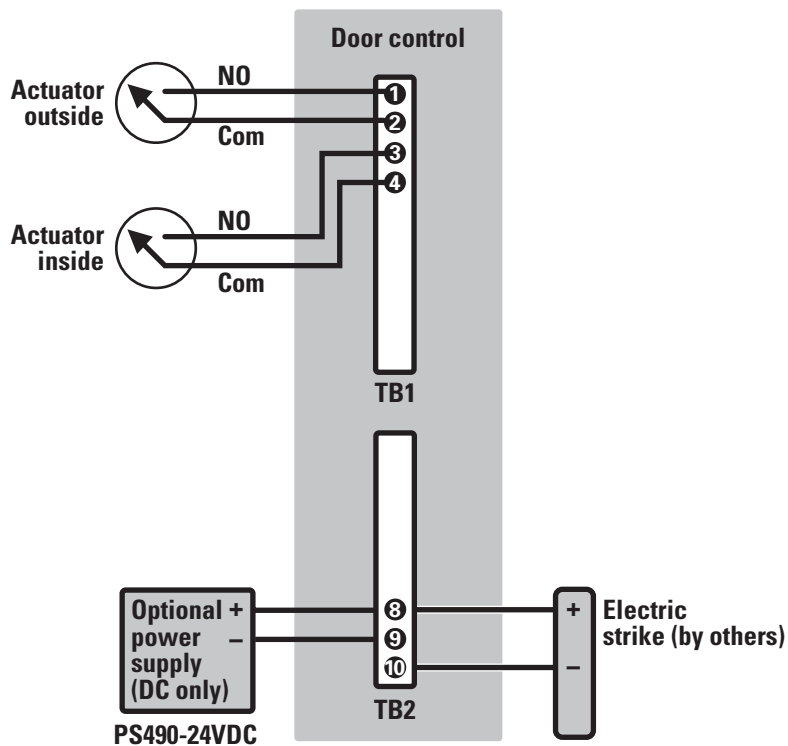 Door control
Actuator
outside
NO
Com
1
2
3
4
Actuator
inside
NO
Com
TB1
Optional +
power –
supply
(DC only)
PS490-24VDC
8
9
10
TB2
+
–
Electric
strike (by others)